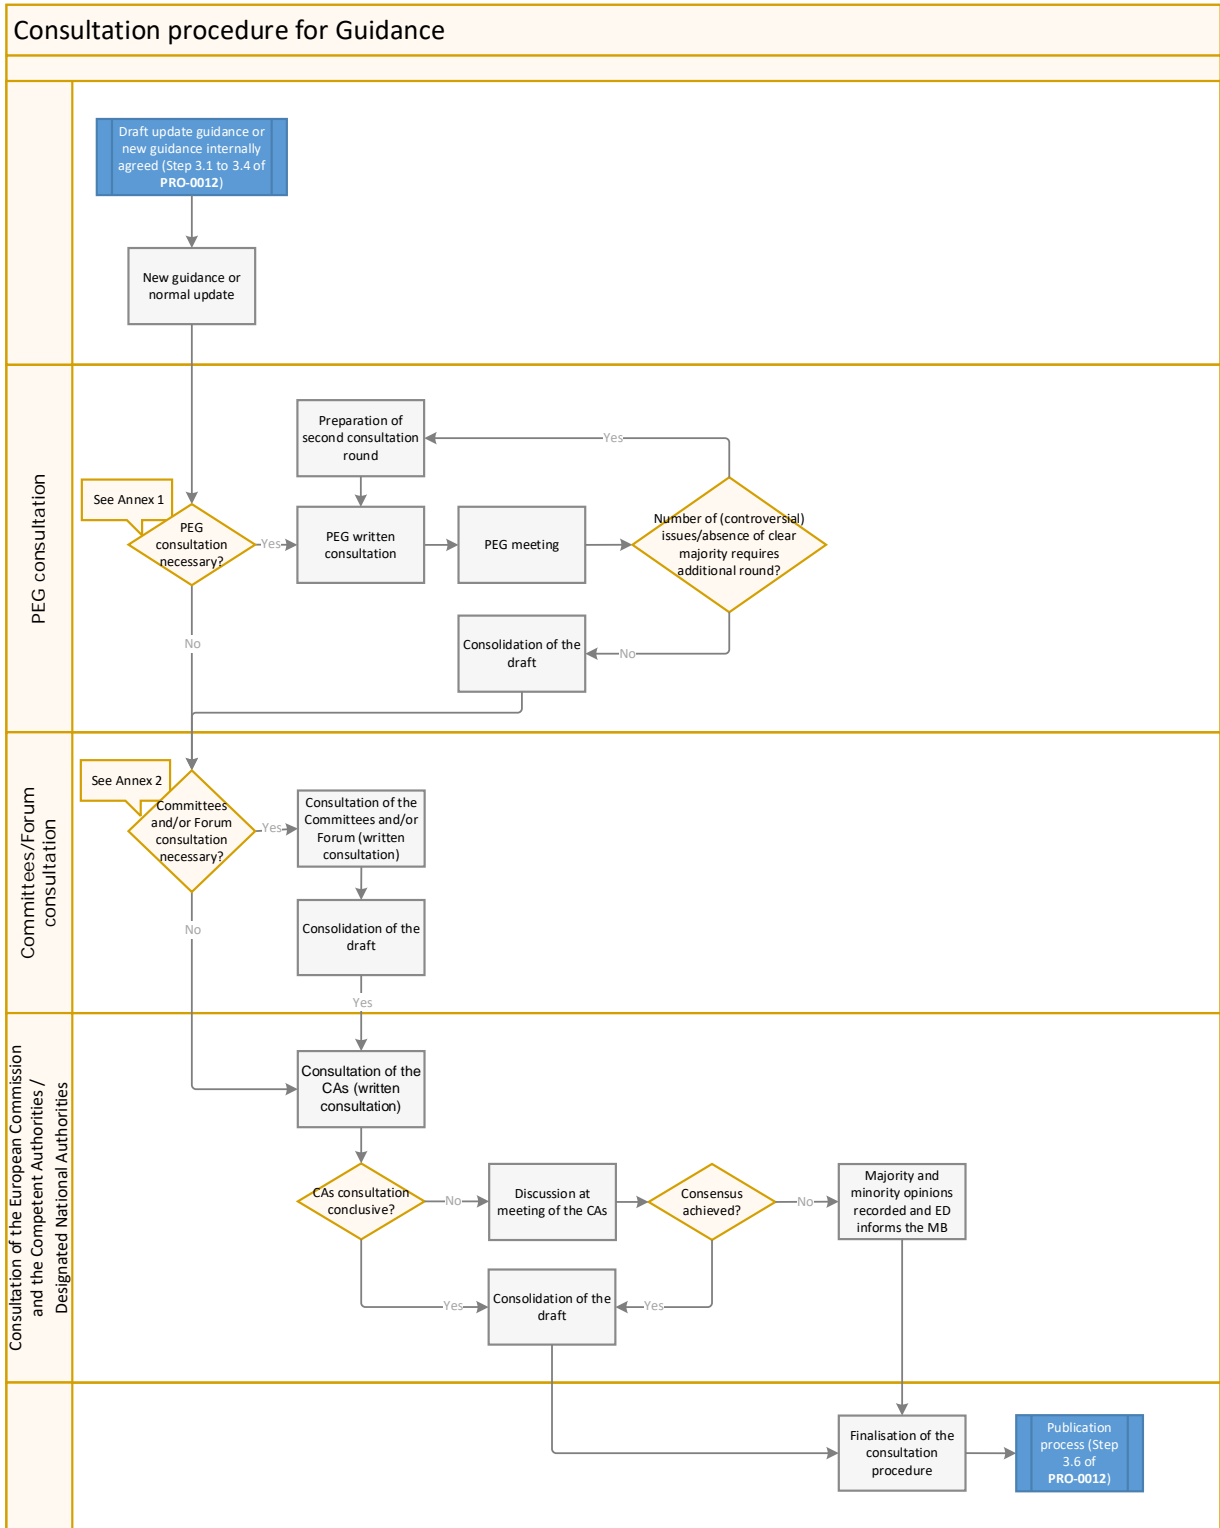 Consultation procedure for Guidance
Draft update guidance or
new guidance internally
agreed (Step 3.1 to 3.4 of
PRO-0012)
New guidance or
normal update
PEG consultation
See Annex 1
PEG
consultation
necessary?
Yes
No
Preparation of
second consultation
round
PEG written
consultation
PEG meeting
Number of (controversial)
issues/absence of clear
majority requires
additional round?
Yes
No
Consolidation of the
draft
Committees/Forum
consultation
See Annex 2
Committees
and/or Forum
consultation
necessary?
Yes
No
Consultation of the
Committees and/or
Forum (written
consultation)
Consolidation of the
draft
Yes
Consultation of the European Commission
and the Competent Authorities /
Designated National Authorities
Consultation of the
CAs (written
consultation)
CAs consultation
conclusive?
No
Yes
Discussion at
meeting of the CAs
Consensus
achieved?
No
Yes
Majority and
minority opinions
recorded and ED
informs the MB
Consolidation of the
draft
Finalisation of the
consultation
procedure
Publication
process (Step
3.6 of
PRO-0012)